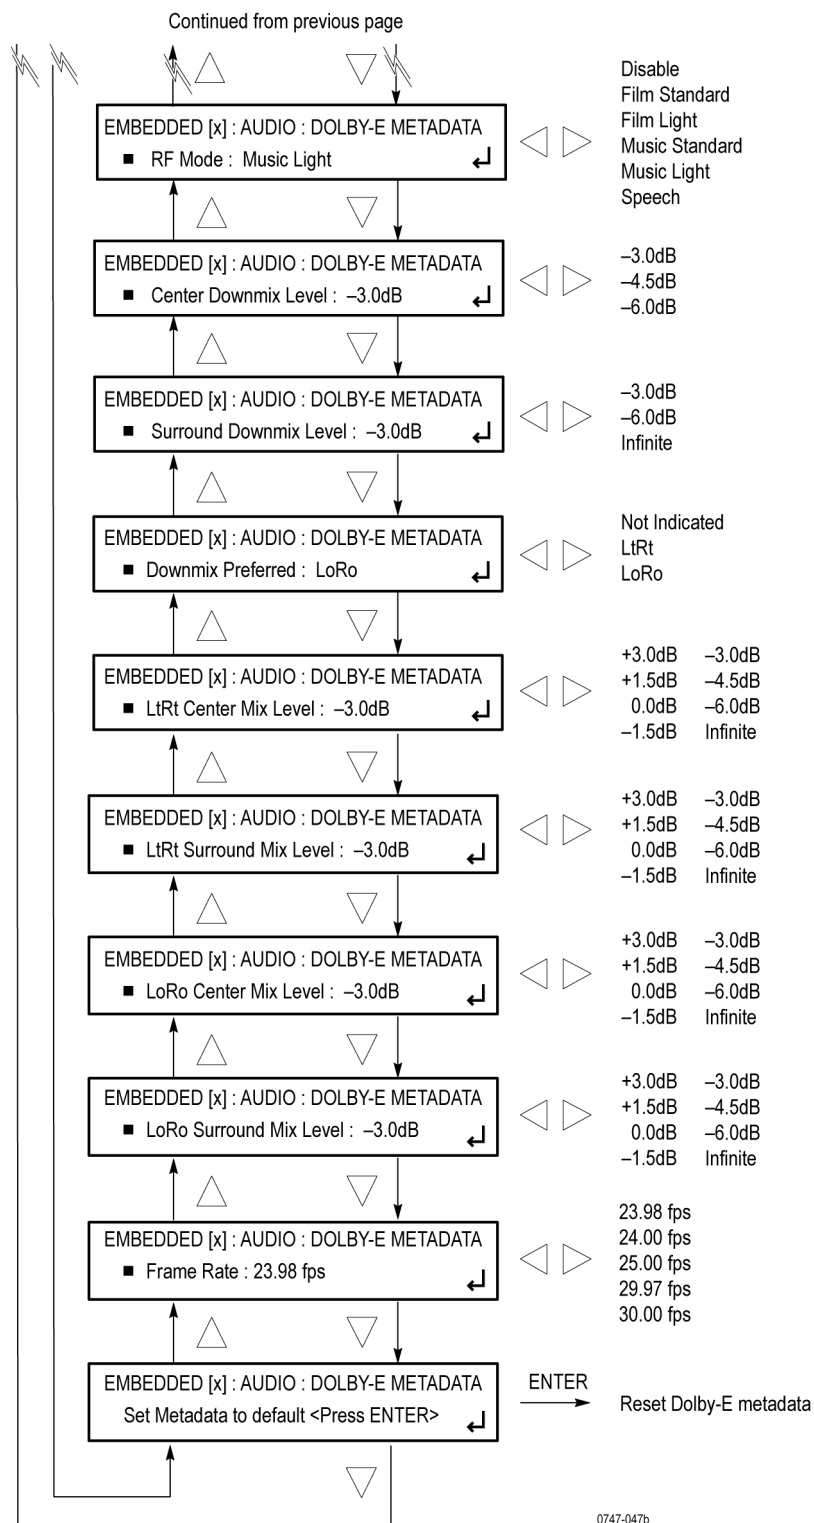 Continued from previous page
EMBEDDED [x] : AUDIO : DOLBY-E METADATA
■ RF Mode : Music Light
Disable
Film Standard
Film Light
Music Standard
Music Light
Speech
EMBEDDED [x] : AUDIO : DOLBY-E METADATA
■ Center Downmix Level : –3.0dB
–3.0dB
–4.5dB
–6.0dB
EMBEDDED [x] : AUDIO : DOLBY-E METADATA
■ Surround Downmix Level : –3.0dB
–3.0dB
–6.0dB
Infinite
EMBEDDED [x] : AUDIO : DOLBY-E METADATA
■ Downmix Preferred : LoRo
Not Indicated
LtRt
LoRo
EMBEDDED [x] : AUDIO : DOLBY-E METADATA
■ LtRt Center Mix Level : –3.0dB
+3.0dB –3.0dB
+1.5dB –4.5dB
0.0dB –6.0dB
–1.5dB Infinite
EMBEDDED [x] : AUDIO : DOLBY-E METADATA
■ LtRt Surround Mix Level : –3.0dB
+3.0dB –3.0dB
+1.5dB –4.5dB
0.0dB –6.0dB
–1.5dB Infinite
EMBEDDED [x] : AUDIO : DOLBY-E METADATA
■ LoRo Center Mix Level : –3.0dB
+3.0dB –3.0dB
+1.5dB –4.5dB
0.0dB –6.0dB
–1.5dB Infinite
EMBEDDED [x] : AUDIO : DOLBY-E METADATA
■ LoRo Surround Mix Level : –3.0dB
+3.0dB –3.0dB
+1.5dB –4.5dB
0.0dB –6.0dB
–1.5dB Infinite
EMBEDDED [x] : AUDIO : DOLBY-E METADATA
■ Frame Rate : 23.98 fps
23.98 fps
24.00 fps
25.00 fps
29.97 fps
30.00 fps
EMBEDDED [x] : AUDIO : DOLBY-E METADATA
Set Metadata to default <Press ENTER>
ENTER
Reset Dolby-E metadata
0747-047b